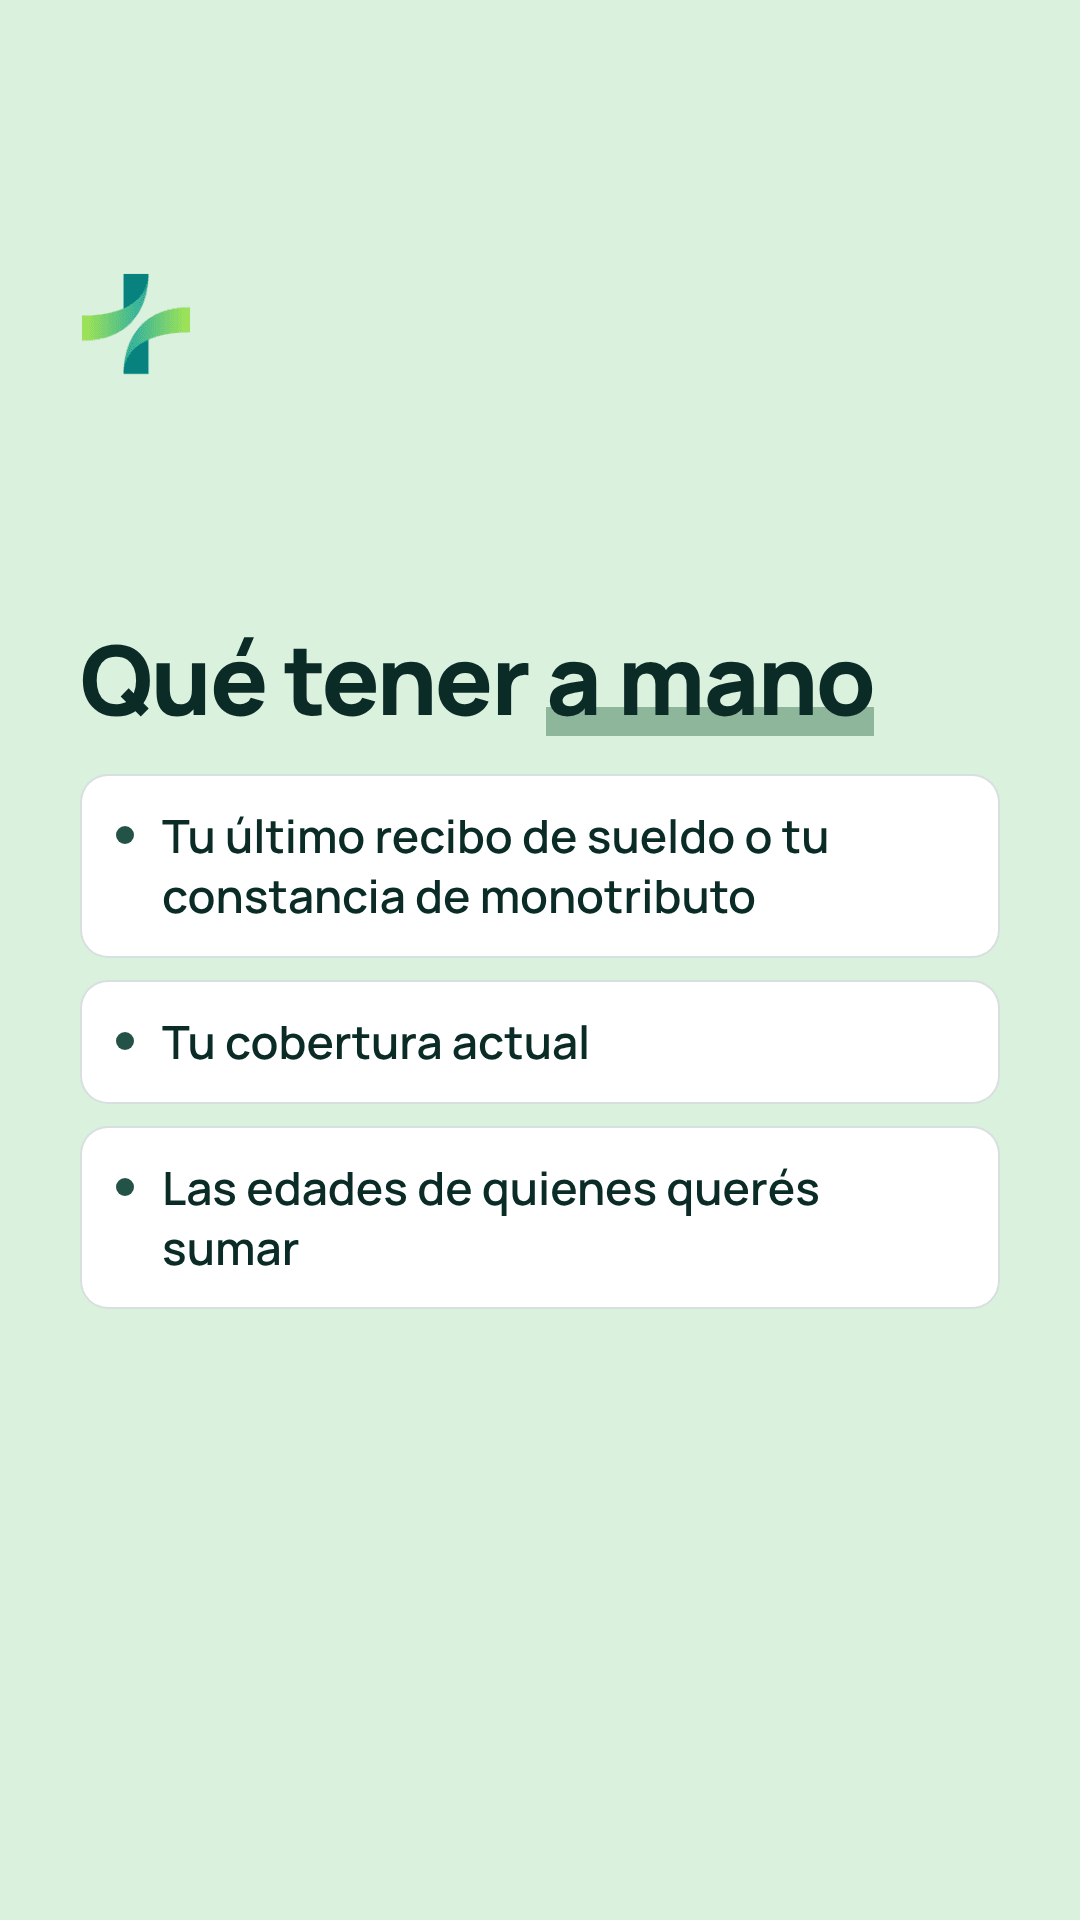 Qué tener a mano
Tu último recibo de sueldo o tu
constancia de monotributo
Tu cobertura actual
Las edades de quienes querés
sumar